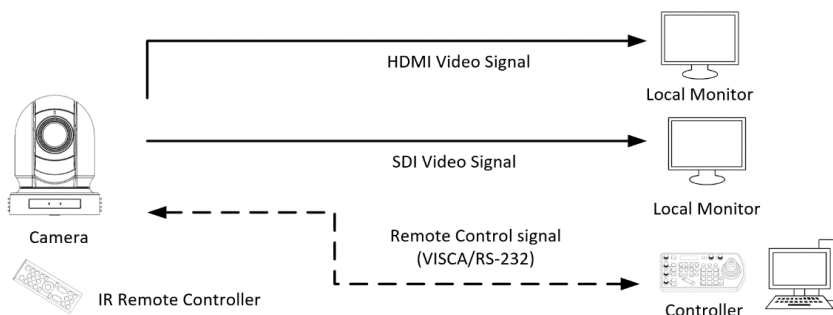 HDMI Video Signal
Local Monitor
SDI Video Signal
Local Monitor
Camera
Remote Control signal
(VISCA/RS-232)
IR Remote Controller
Controller